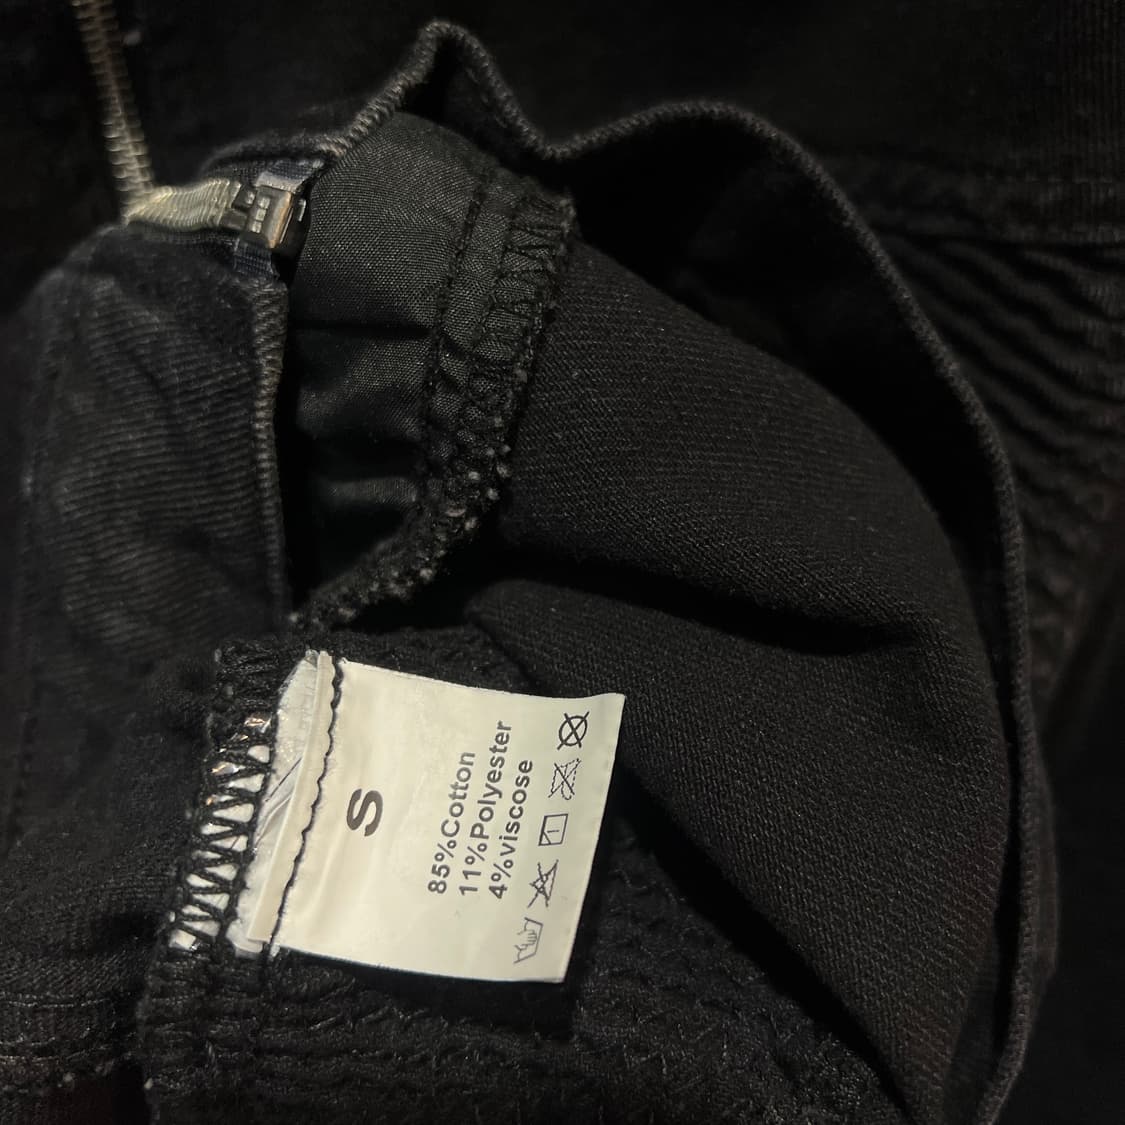 S
85%Cotton
11%Polyester
4%viscose